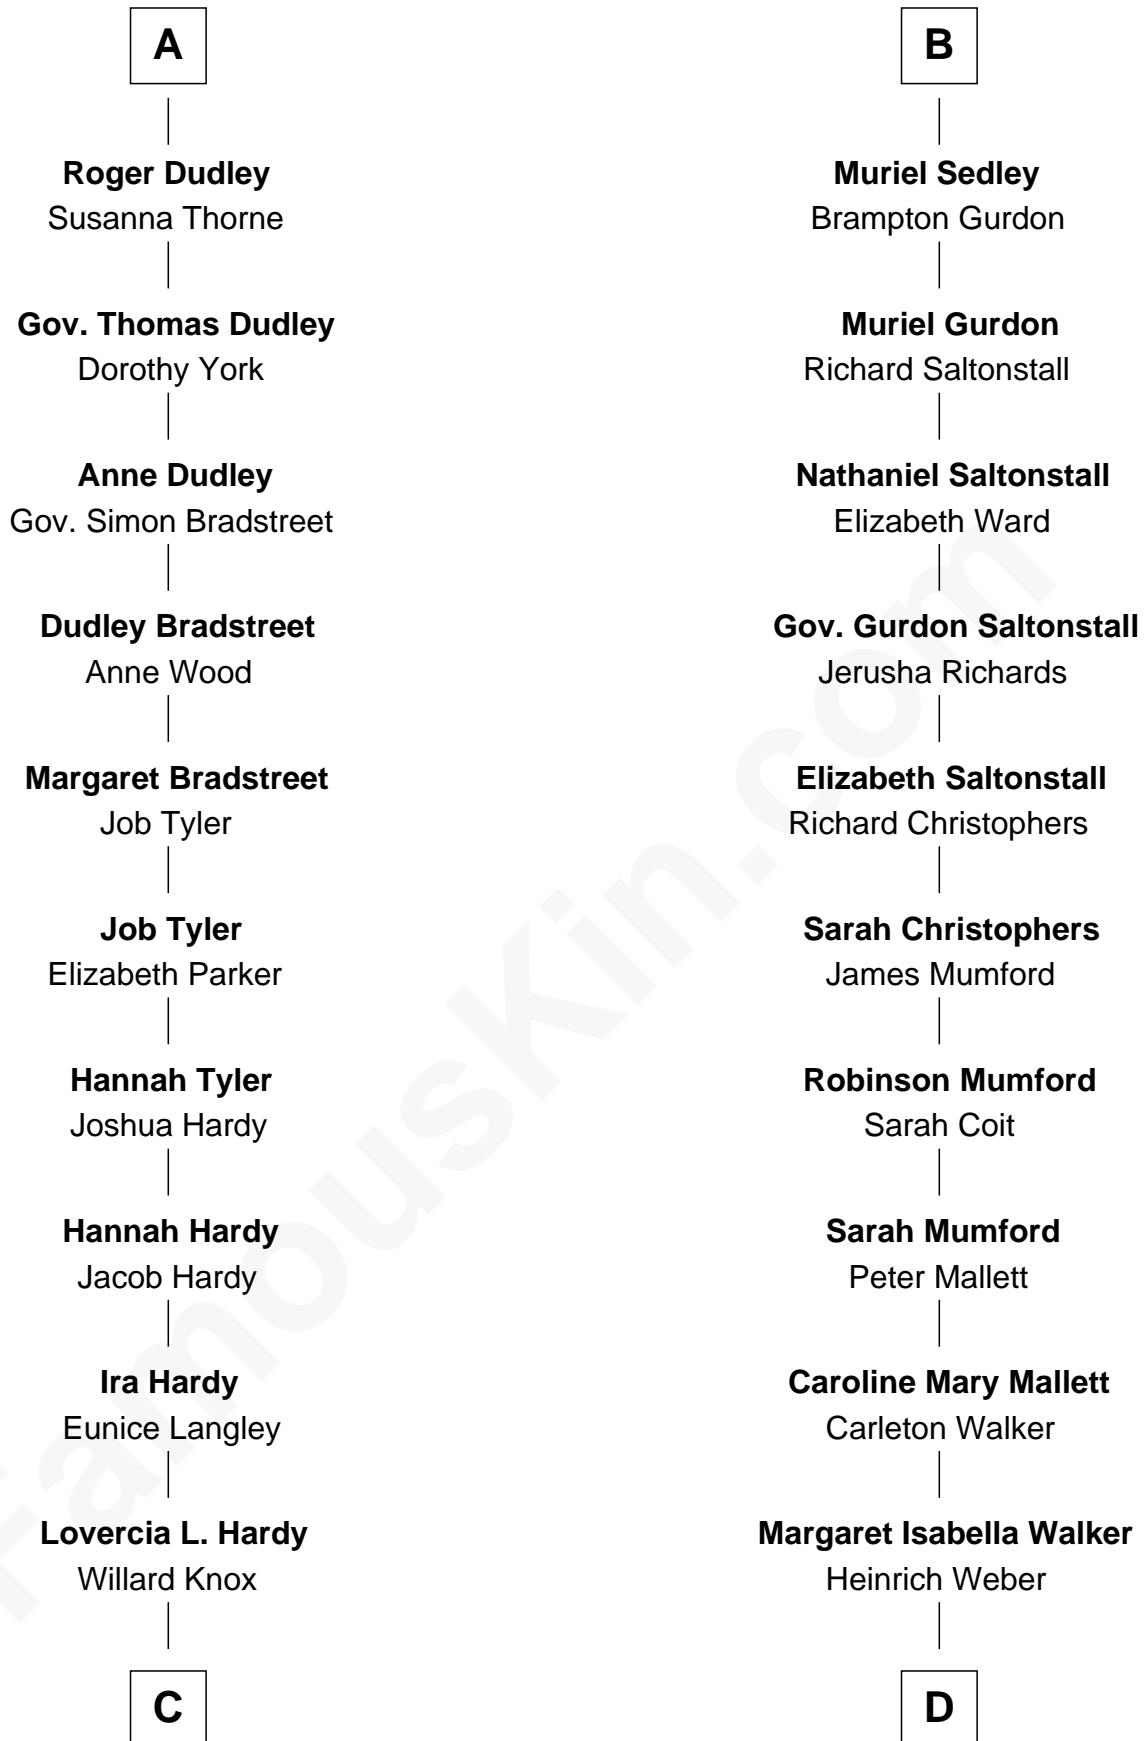 A
Roger Dudley
Susanna Thorne
Gov. Thomas Dudley
Dorothy York
Anne Dudley
Gov. Simon Bradstreet
Dudley Bradstreet
Anne Wood
Margaret Bradstreet
Job Tyler
Job Tyler
Elizabeth Parker
Hannah Tyler
Joshua Hardy
Hannah Hardy
Jacob Hardy
Ira Hardy
Eunice Langley
Lovercia L. Hardy
Willard Knox
C
B
Muriel Sedley
Brampton Gurdon
Muriel Gurdon
Richard Saltonstall
Nathaniel Saltonstall
Elizabeth Ward
Gov. Gurdon Saltonstall
Jerusha Richards
Elizabeth Saltonstall
Richard Christophers
Sarah Christophers
James Mumford
Robinson Mumford
Sarah Coit
Sarah Mumford
Peter Mallett
Caroline Mary Mallett
Carleton Walker
Margaret Isabella Walker
Heinrich Weber
D
FamousKin.com